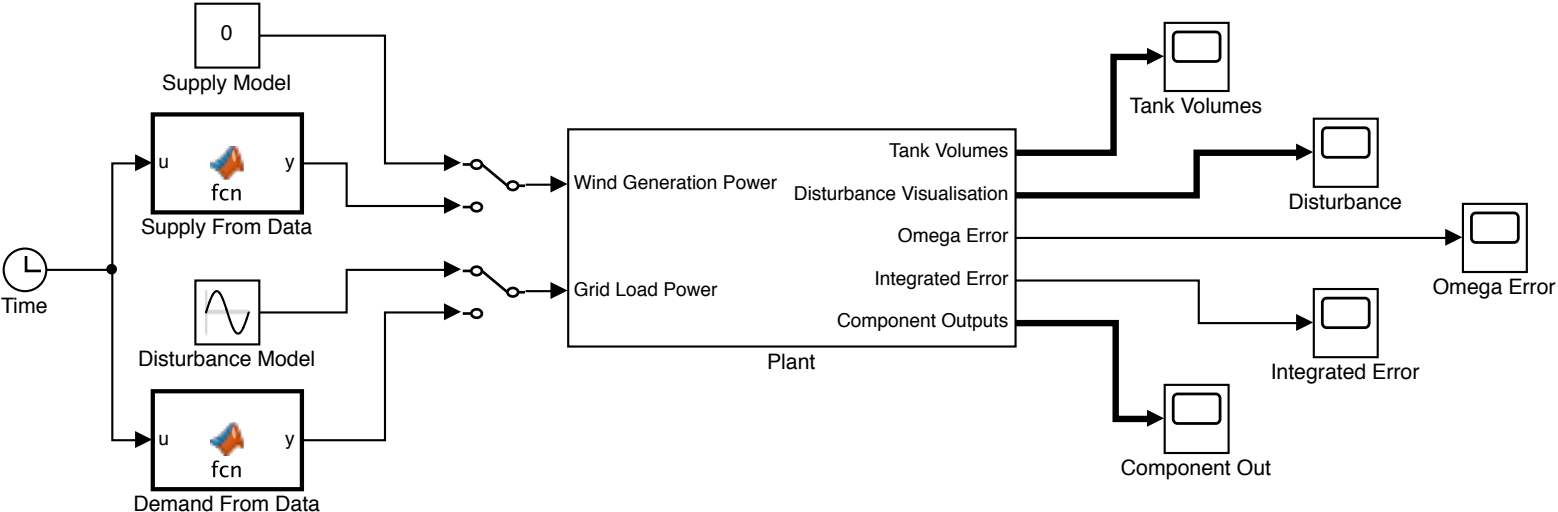 0
Supply Model
u
y
fcn
Supply From Data
Time
Disturbance Model
u
y
fcn
Demand From Data
Wind Generation Power
Grid Load Power
Tank Volumes
Disturbance Visualisation
Omega Error
Integrated Error
Component Outputs
Plant
Tank Volumes
Disturbance
Omega Error
Integrated Error
Component Out